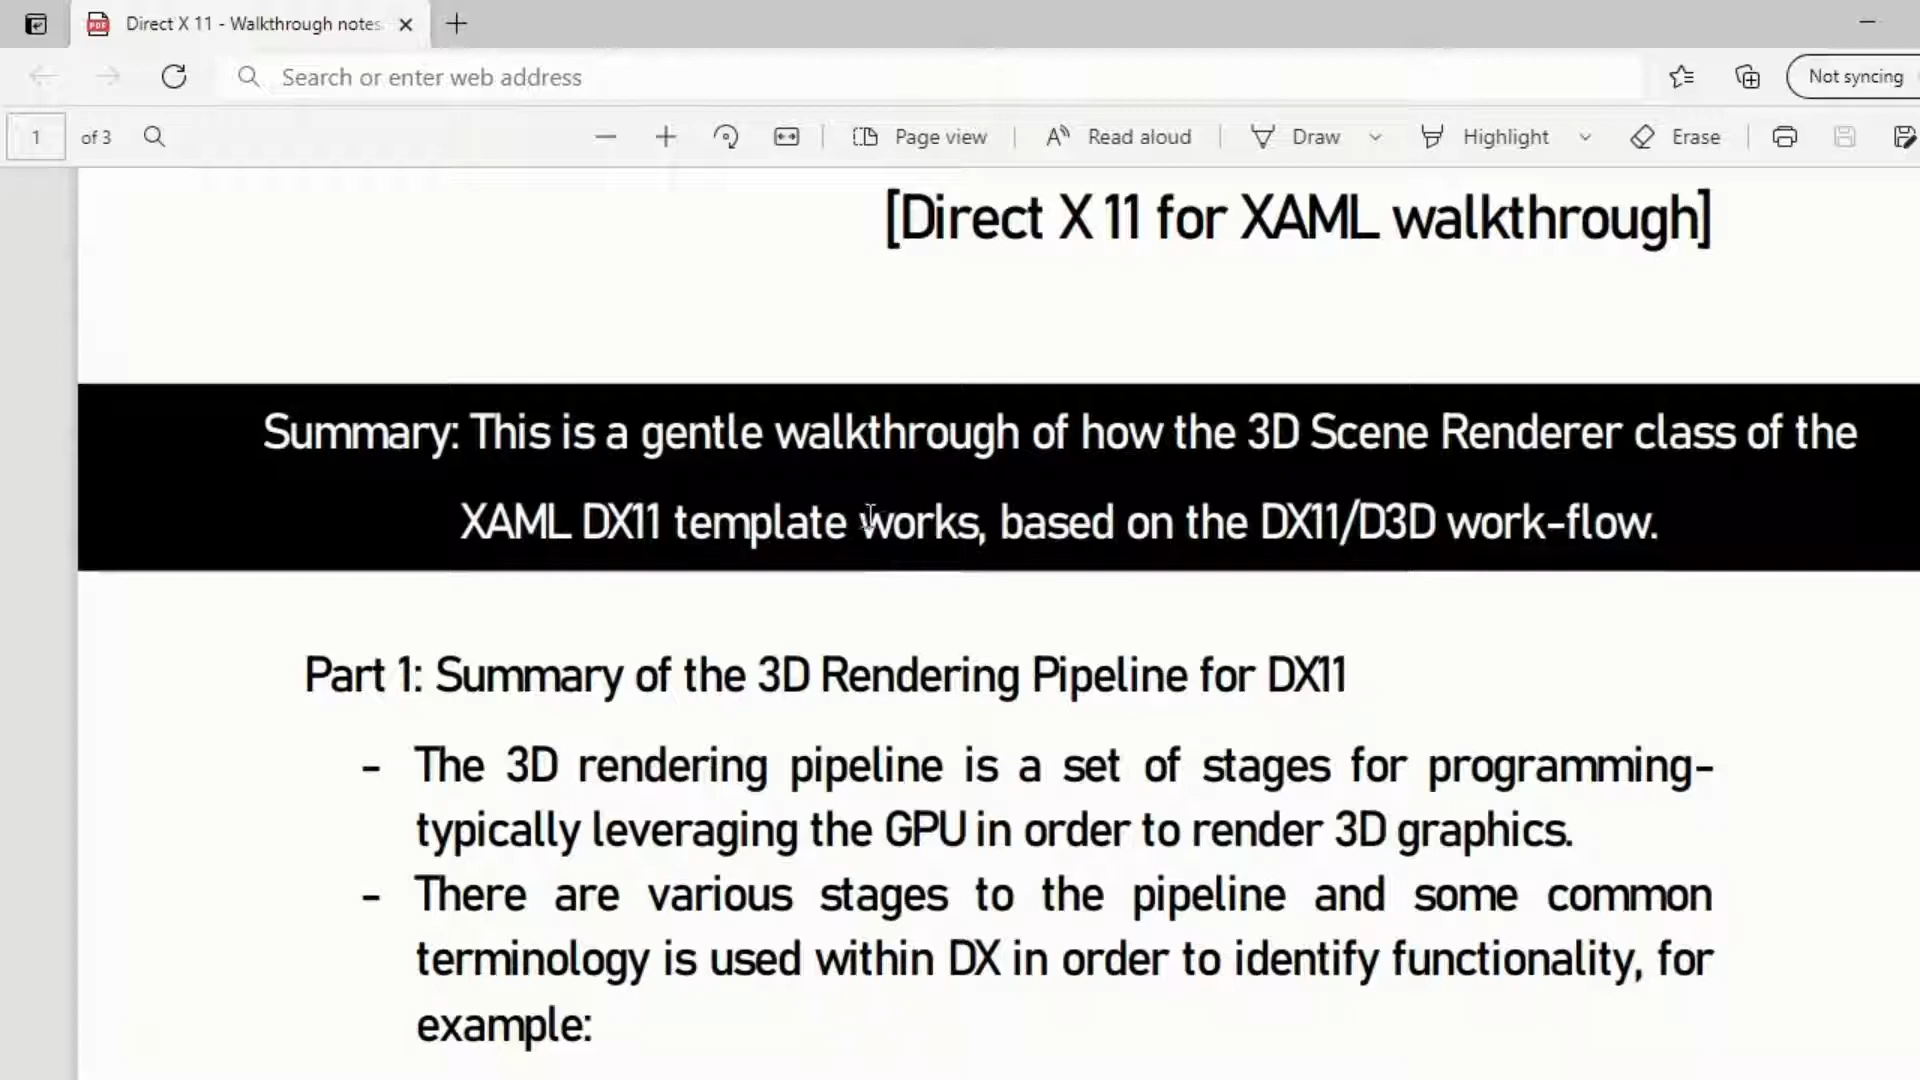 Direct X 11 - Walkthrough notes
Search or enter web address
Not syncing
1 of 3
Page view
Read aloud
Draw
Highlight
Erase
[Direct X 11 for XAML walkthrough]
Summary: This is a gentle walkthrough of how the 3D Scene Renderer class of the
XAML DX11 template works, based on the DX11/D3D work-flow.
Part 1: Summary of the 3D Rendering Pipeline for DX11
- The 3D rendering pipeline is a set of stages for programming-
typically leveraging the GPU in order to render 3D graphics.
- There are various stages to the pipeline and some common
terminology is used within DX in order to identify functionality, for
example: